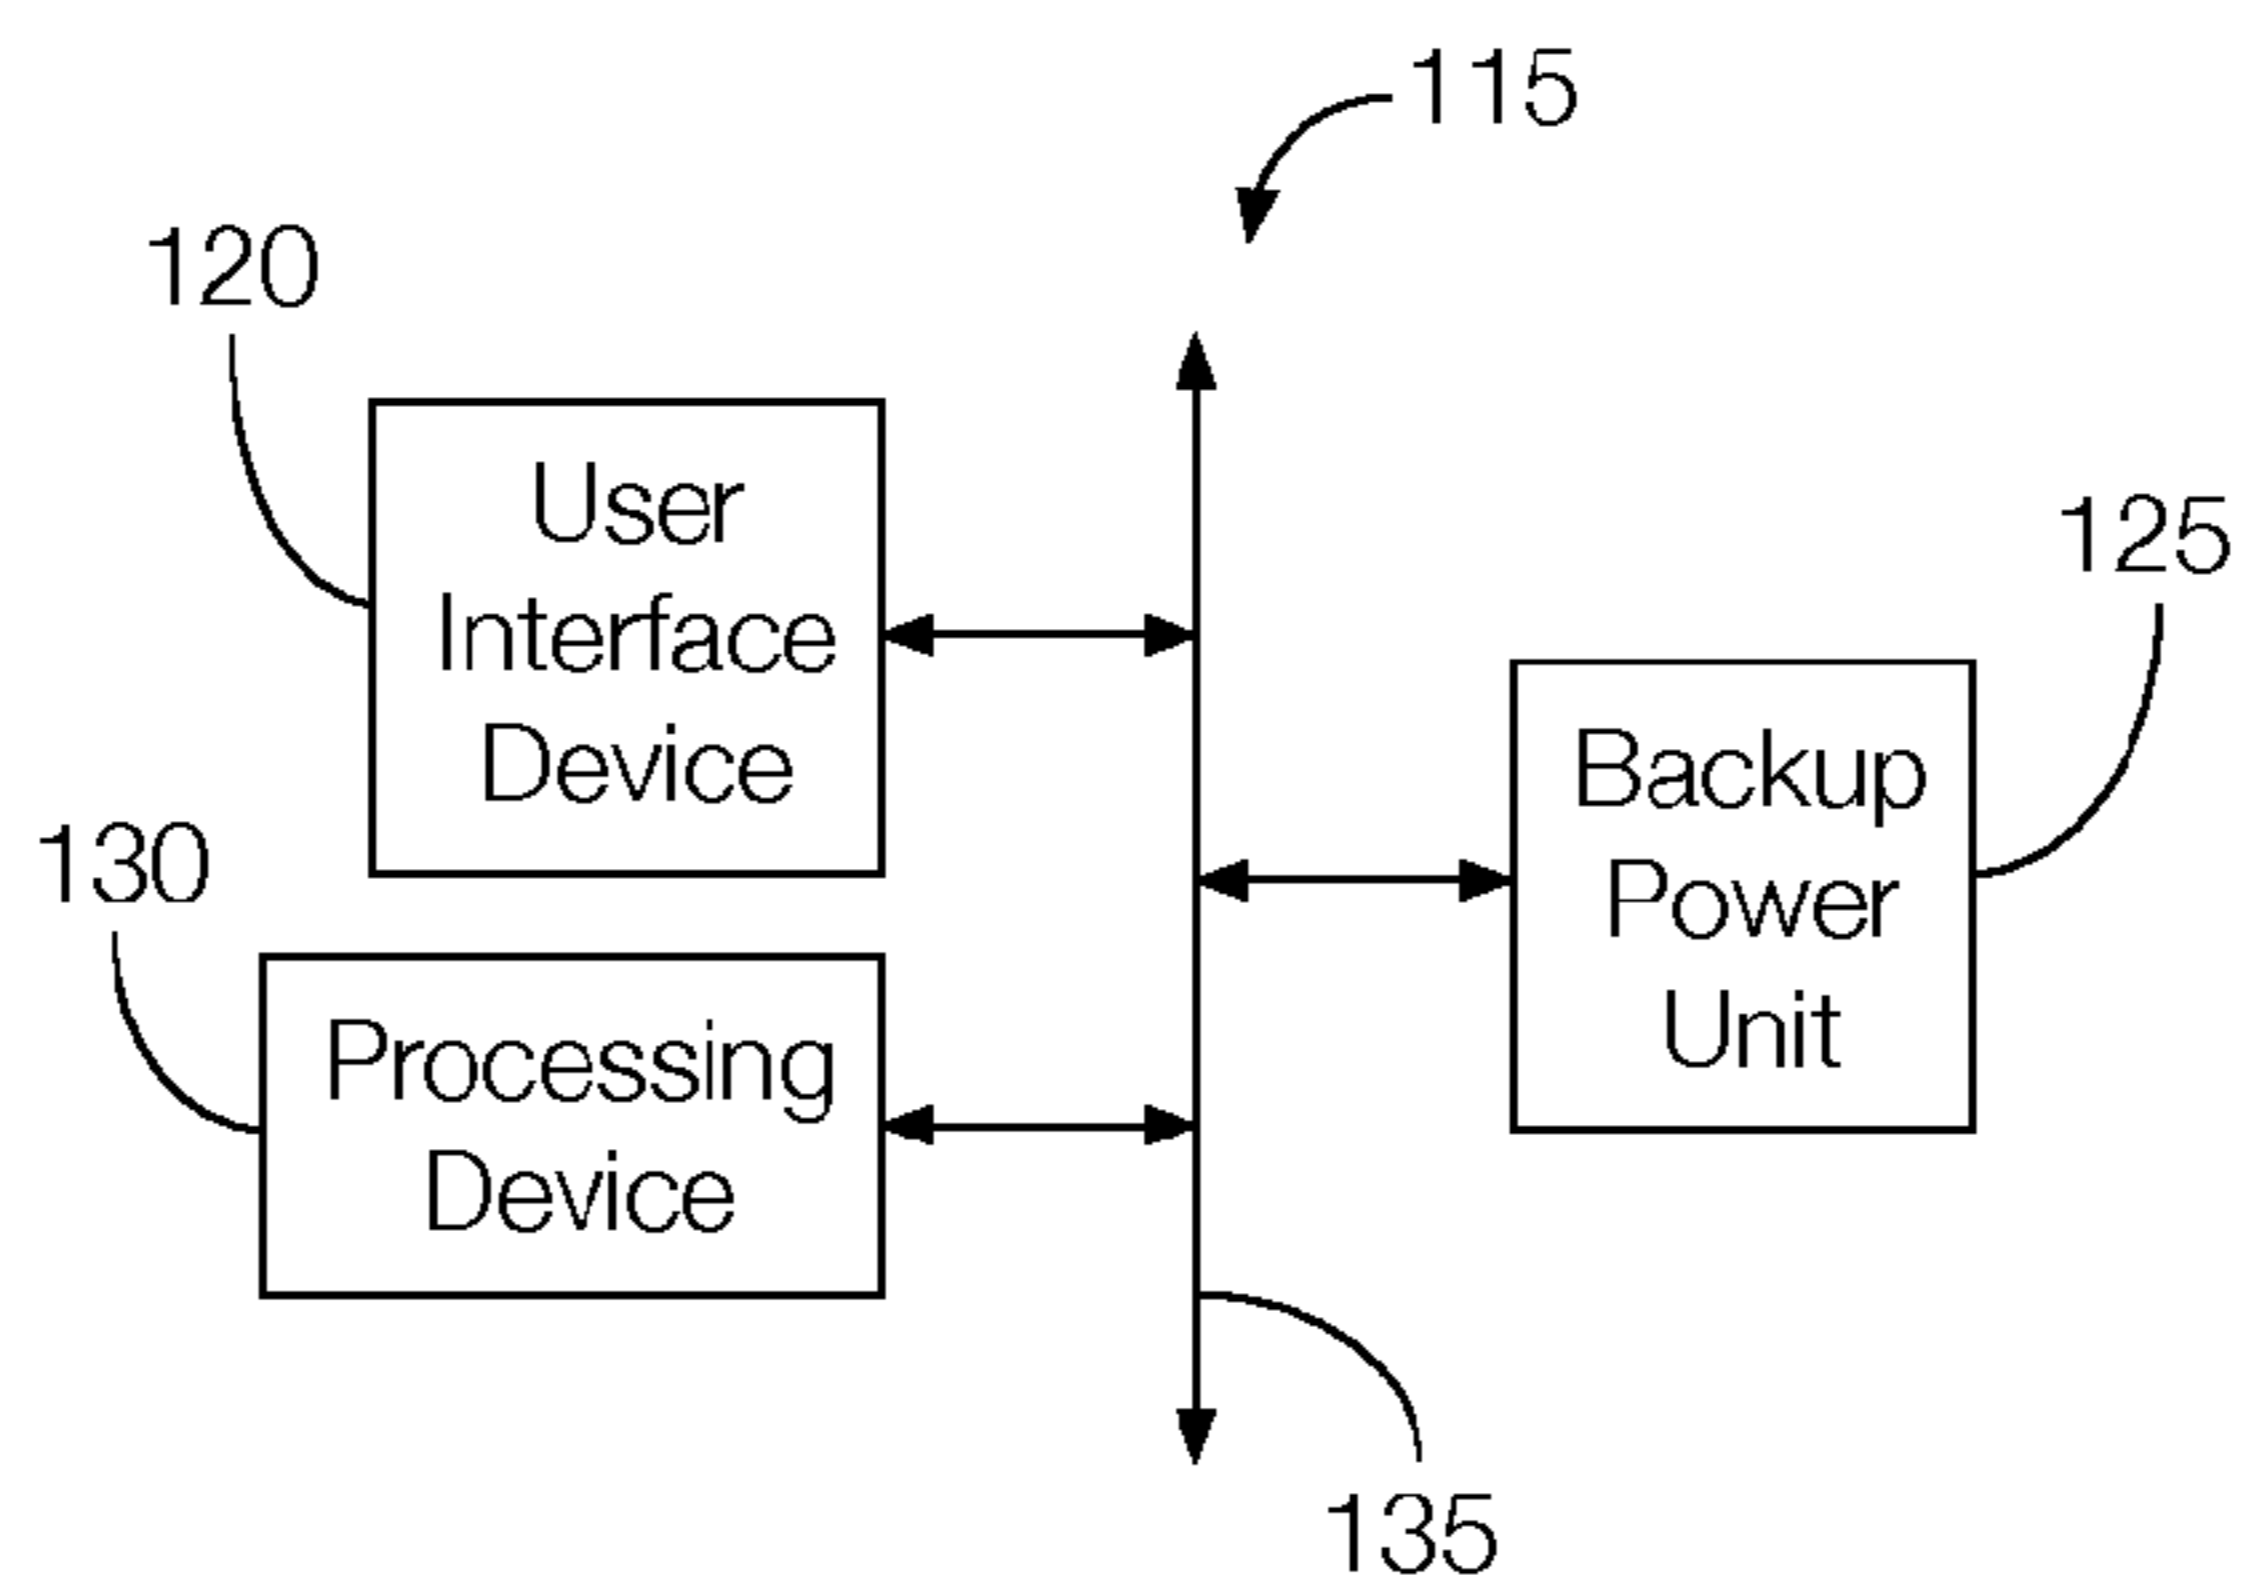 115
120
User
Interface
Device
125
Backup
Power
Unit
130
Processing
Device
135